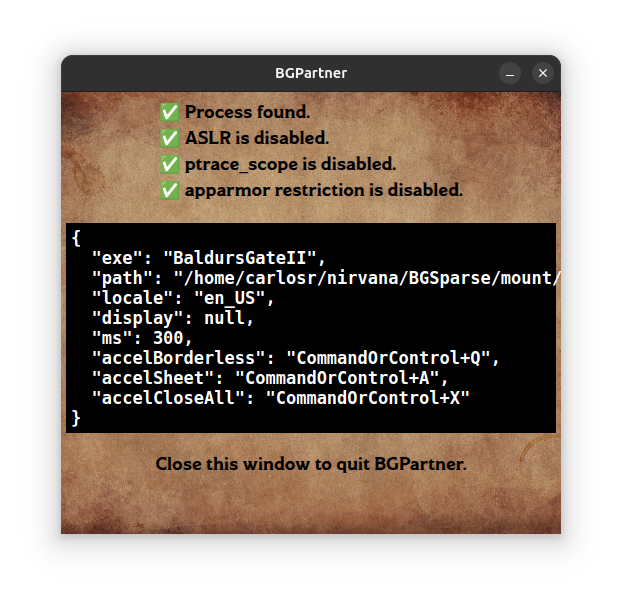 BGPartner
✅ Process found.
✅ ASLR is disabled.
✅ ptrace_scope is disabled.
✅ apparmor restriction is disabled.
{
  "exe": "BaldursGateII",
  "path": "/home/carlosr/nirvana/BGSparse/mount/
  "locale": "en_US",
  "display": null,
  "ms": 300,
  "accelBorderless": "CommandOrControl+Q",
  "accelSheet": "CommandOrControl+A",
  "accelCloseAll": "CommandOrControl+X"
}
Close this window to quit BGPartner.